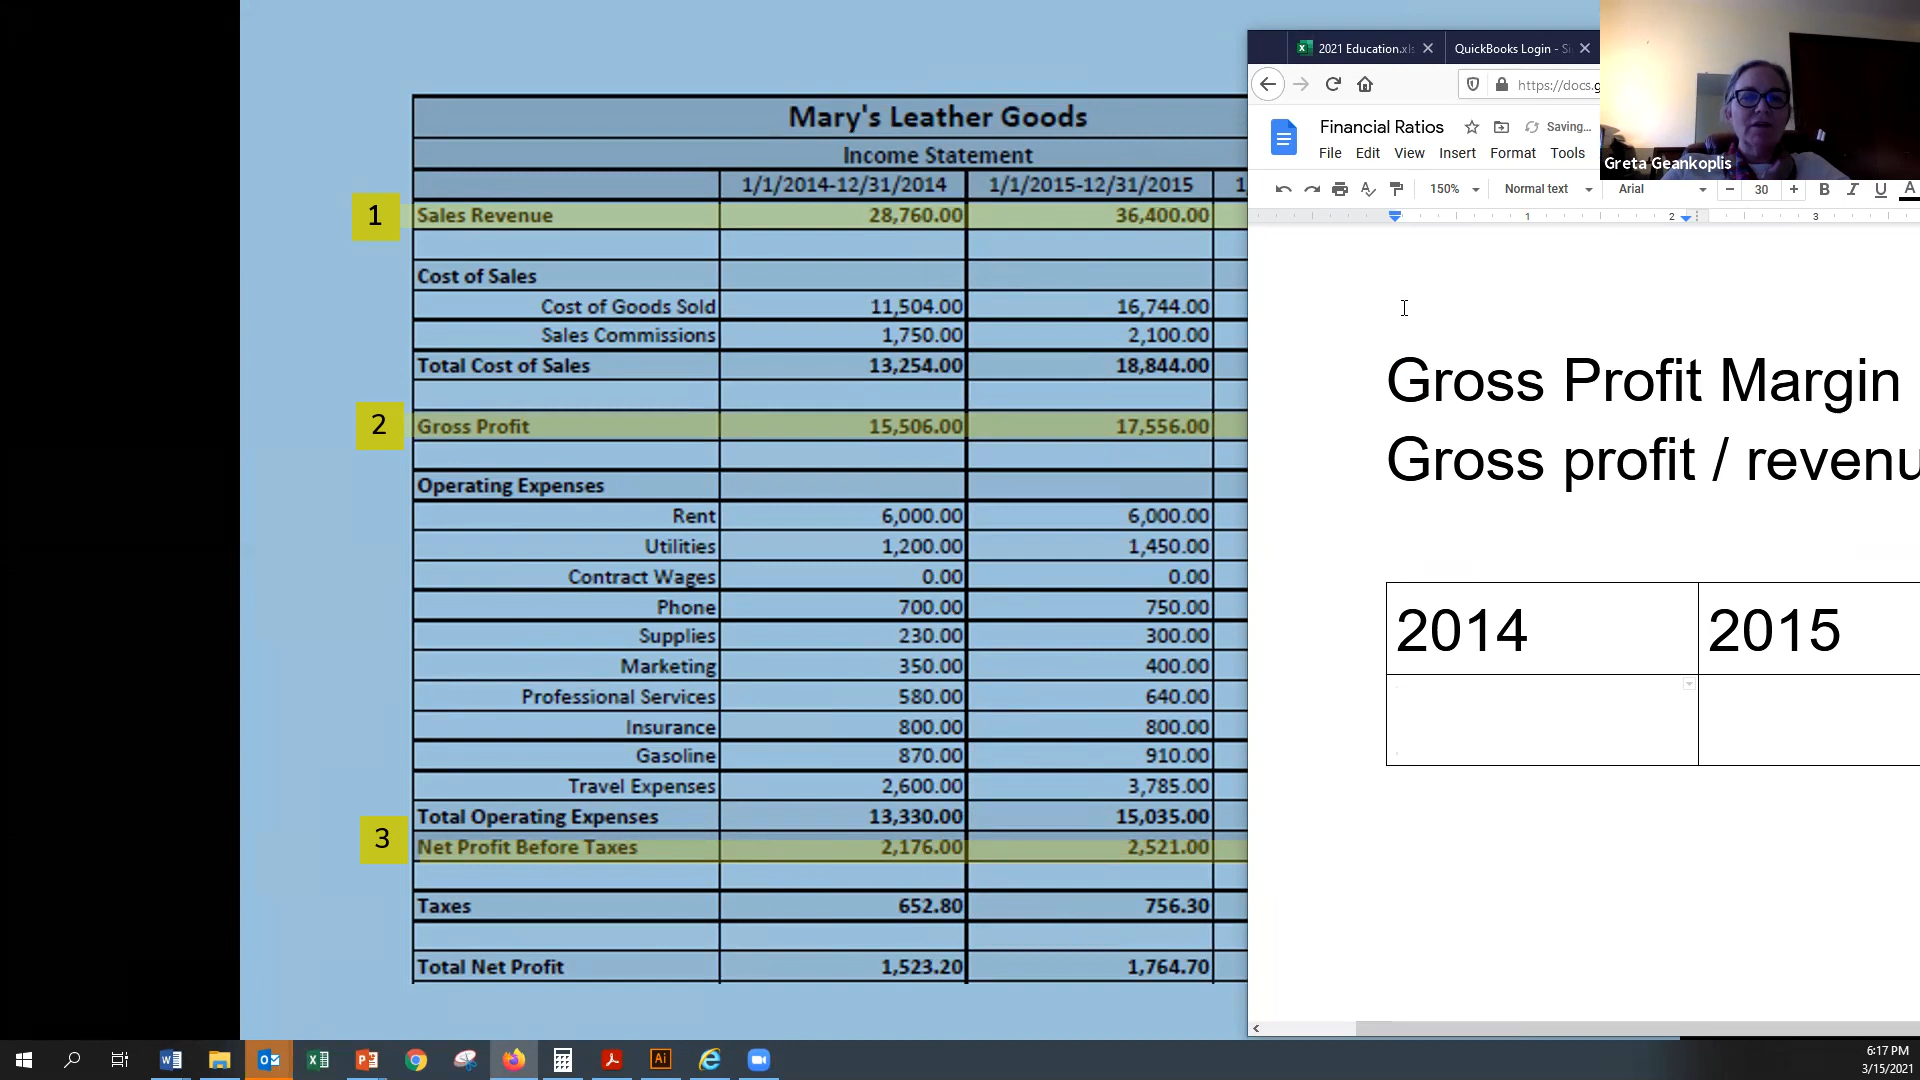 Mary's Leather Goods
Income Statement
1/1/2014-12/31/2014 1/1/2015-12/31/2015 1
1 Sales Revenue 28,760.00 36,400.00
Cost of Sales
Cost of Goods Sold 11,504.00 16,744.00
Sales Commissions 1,750.00 2,100.00
Total Cost of Sales 13,254.00 18,844.00
2 Gross Profit 15,506.00 17,556.00
Operating Expenses
Rent 6,000.00 6,000.00
Utilities 1,200.00 1,450.00
Contract Wages 0.00 0.00
Phone 700.00 750.00
Supplies 230.00 300.00
Marketing 350.00 400.00
Professional Services 580.00 640.00
Insurance 800.00 800.00
Gasoline 870.00 910.00
Travel Expenses 2,600.00 3,785.00
Total Operating Expenses 13,330.00 15,035.00
3 Net Profit Before Taxes 2,176.00 2,521.00
Taxes 652.80 756.30
Total Net Profit 1,523.20 1,764.70
2021 Education.xls QuickBooks Login - Si
https://docs.g
Financial Ratios Saving...
File Edit View Insert Format Tools
150% Normal text Arial 30 B I U A
1 2 3
Greta Geankoplis
Gross Profit Margin
Gross profit / revenu
2014 2015
6:17 PM
3/15/2021